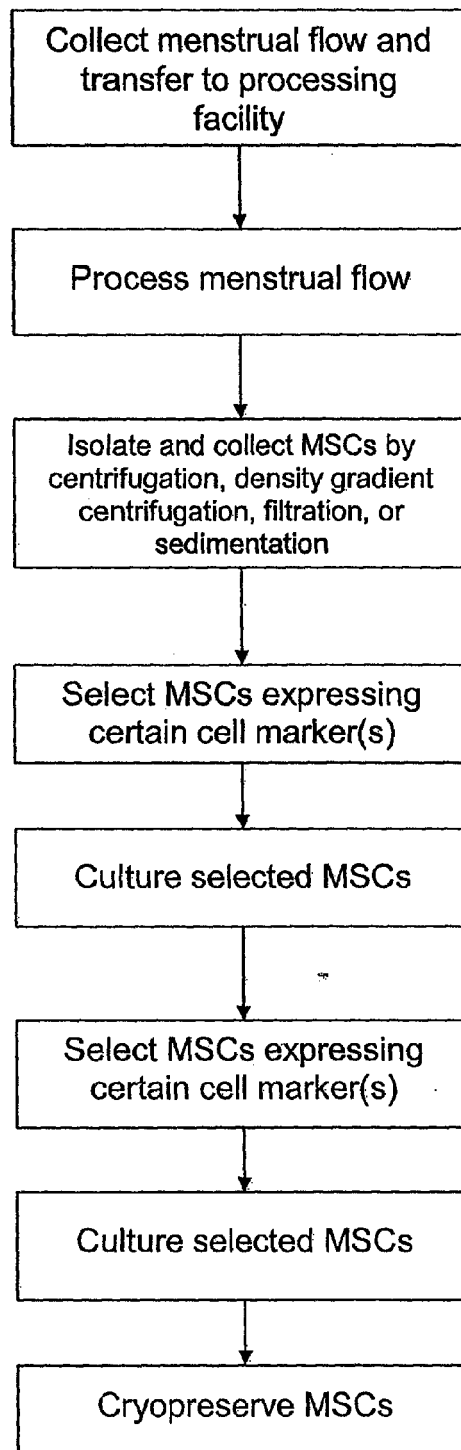 Collect menstrual flow and
transfer to processing
facility
Process menstrual flow
Isolate and collect MSCs by
centrifugation, density gradient
centrifugation, filtration, or
sedimentation
Select MSCs expressing
certain cell marker(s)
Culture selected MSCs
Select MSCs expressing
certain cell marker(s)
Culture selected MSCs
Cryopreserve MSCs